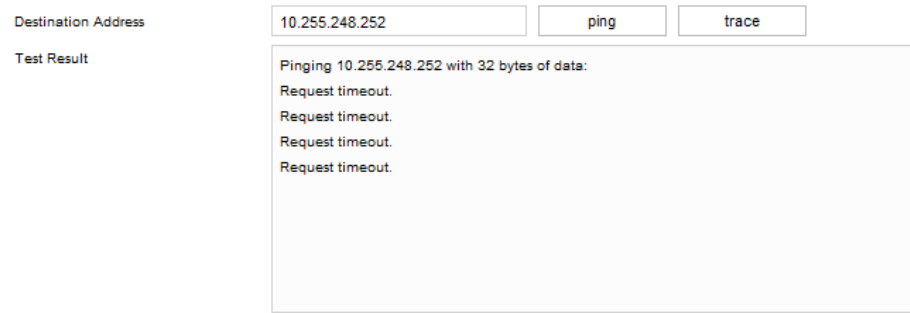 Destination Address 10.255.248.252 ping trace
Test Result
Pinging 10.255.248.252 with 32 bytes of data:
Request timeout.
Request timeout.
Request timeout.
Request timeout.